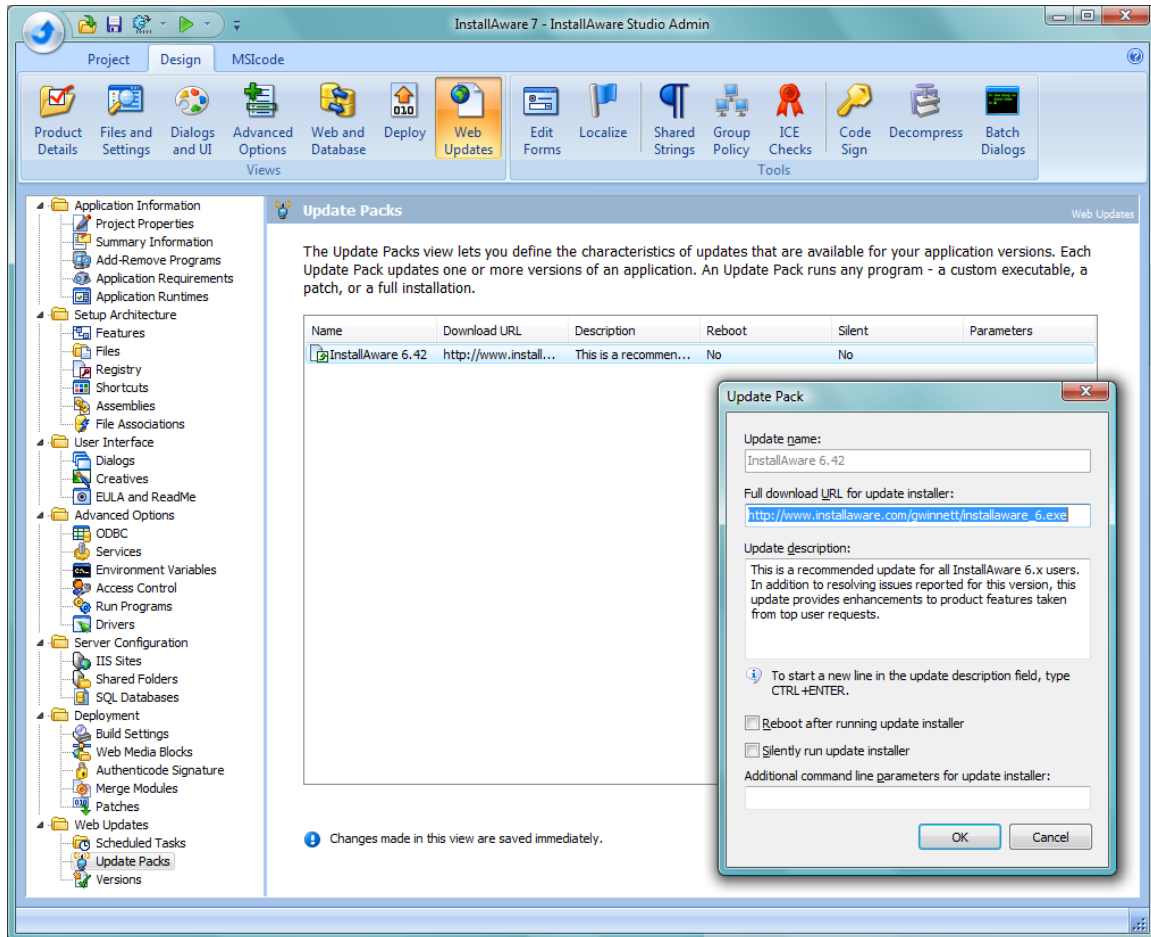 InstallAware 7 - InstallAware Studio Admin
Project Design MSIcode
Product Details
Files and Settings
Dialogs and UI
Advanced Options
Web and Database
Deploy
Web Updates
Edit Forms
Localize
Shared Strings
Group Policy
ICE Checks
Code Sign
Decompress
Batch Dialogs
Views
Tools
Application Information
Project Properties
Summary Information
Add-Remove Programs
Application Requirements
Application Runtimes
Setup Architecture
Features
Files
Registry
Shortcuts
Assemblies
File Associations
User Interface
Dialogs
Creatives
EULA and ReadMe
Advanced Options
ODBC
Services
Environment Variables
Access Control
Run Programs
Drivers
Server Configuration
IIS Sites
Shared Folders
SQL Databases
Deployment
Build Settings
Web Media Blocks
Authenticode Signature
Merge Modules
Patches
Web Updates
Scheduled Tasks
Update Packs
Versions
Update Packs
Web Updates
The Update Packs view lets you define the characteristics of updates that are available for your application versions. Each
Update Pack updates one or more versions of an application. An Update Pack runs any program - a custom executable, a
patch, or a full installation.
Name Download URL Description Reboot Silent Parameters
InstallAware 6.42 http://www.install... This is a recommen... No No
Changes made in this view are saved immediately.
Update Pack
Update name:
InstallAware 6.42
Full download URL for update installer:
http://www.installaware.com/gwinnett/installaware_6.exe
Update description:
This is a recommended update for all InstallAware 6.x users.
In addition to resolving issues reported for this version, this
update provides enhancements to product features taken
from top user requests.
To start a new line in the update description field, type
CTRL+ENTER.
Reboot after running update installer
Silently run update installer
Additional command line parameters for update installer:
OK Cancel